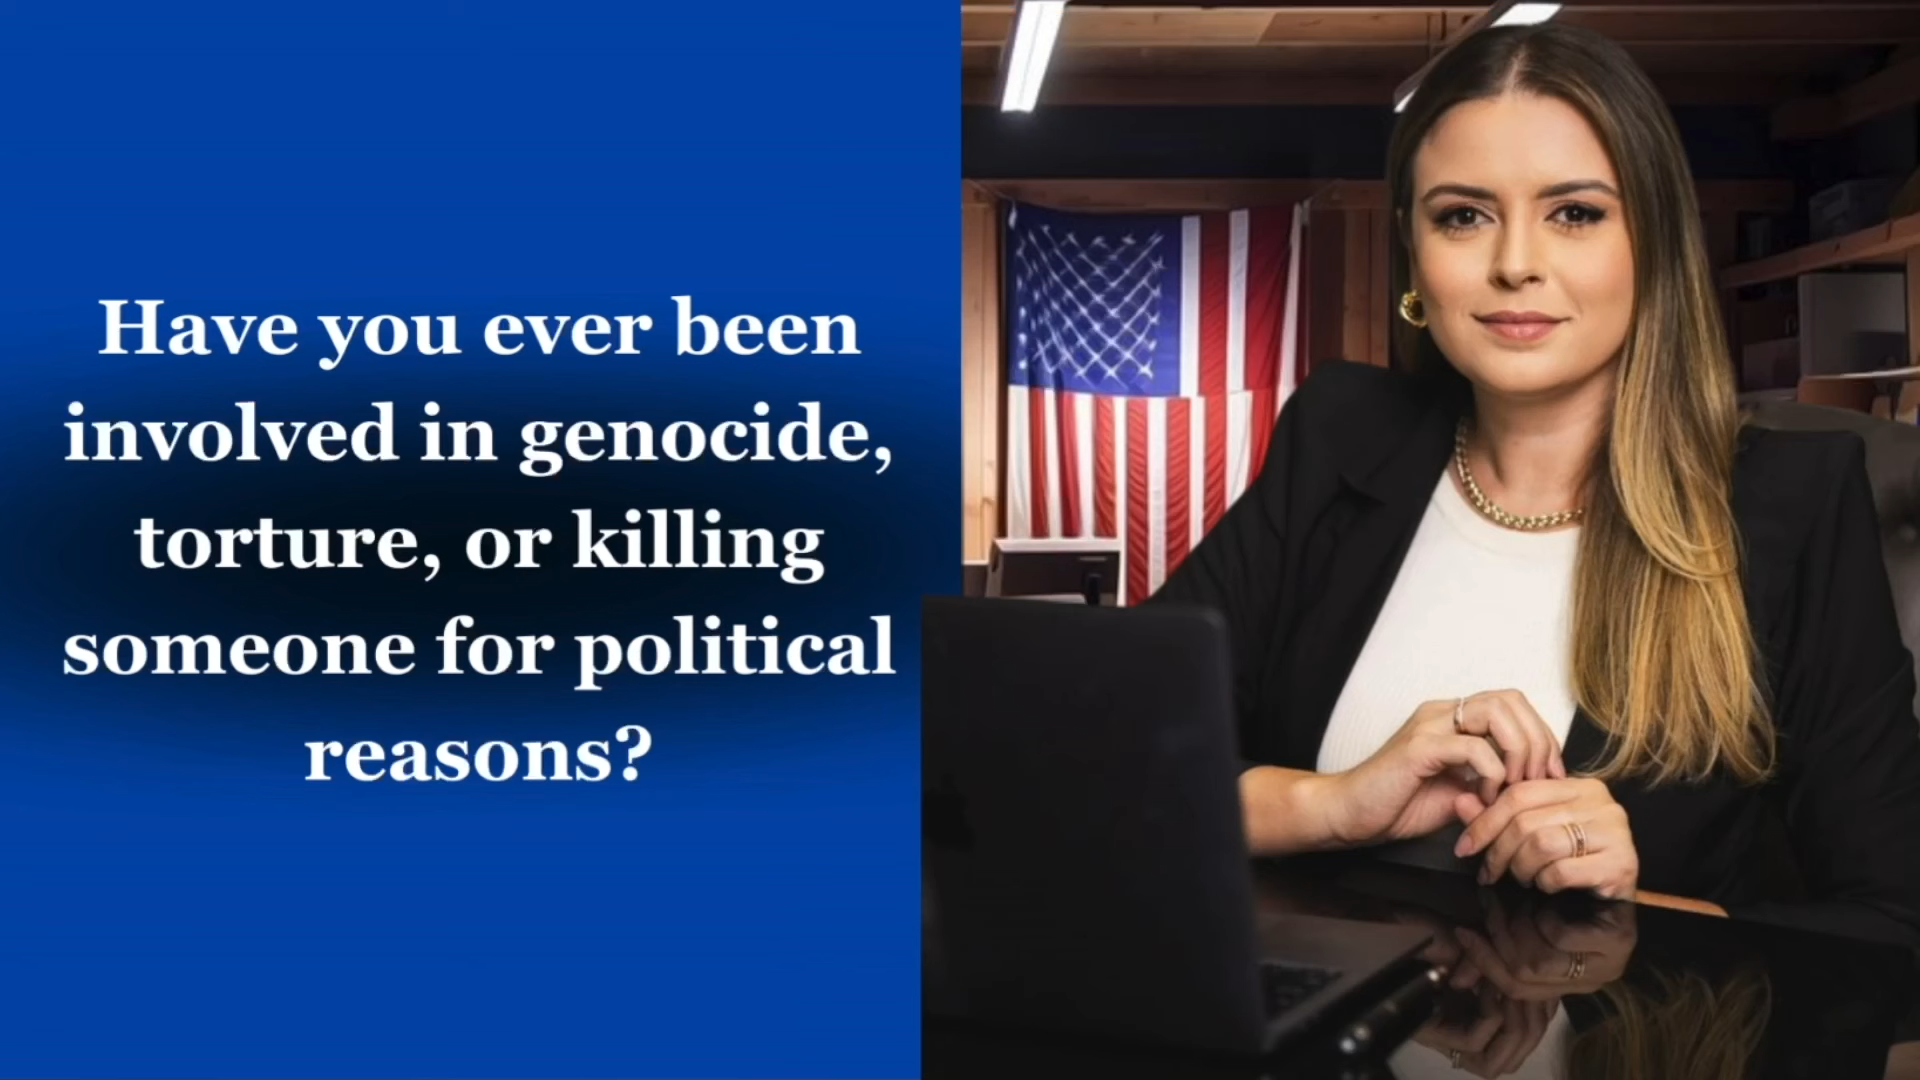 Have you ever been
involved in genocide,
torture, or killing
someone for political
reasons?